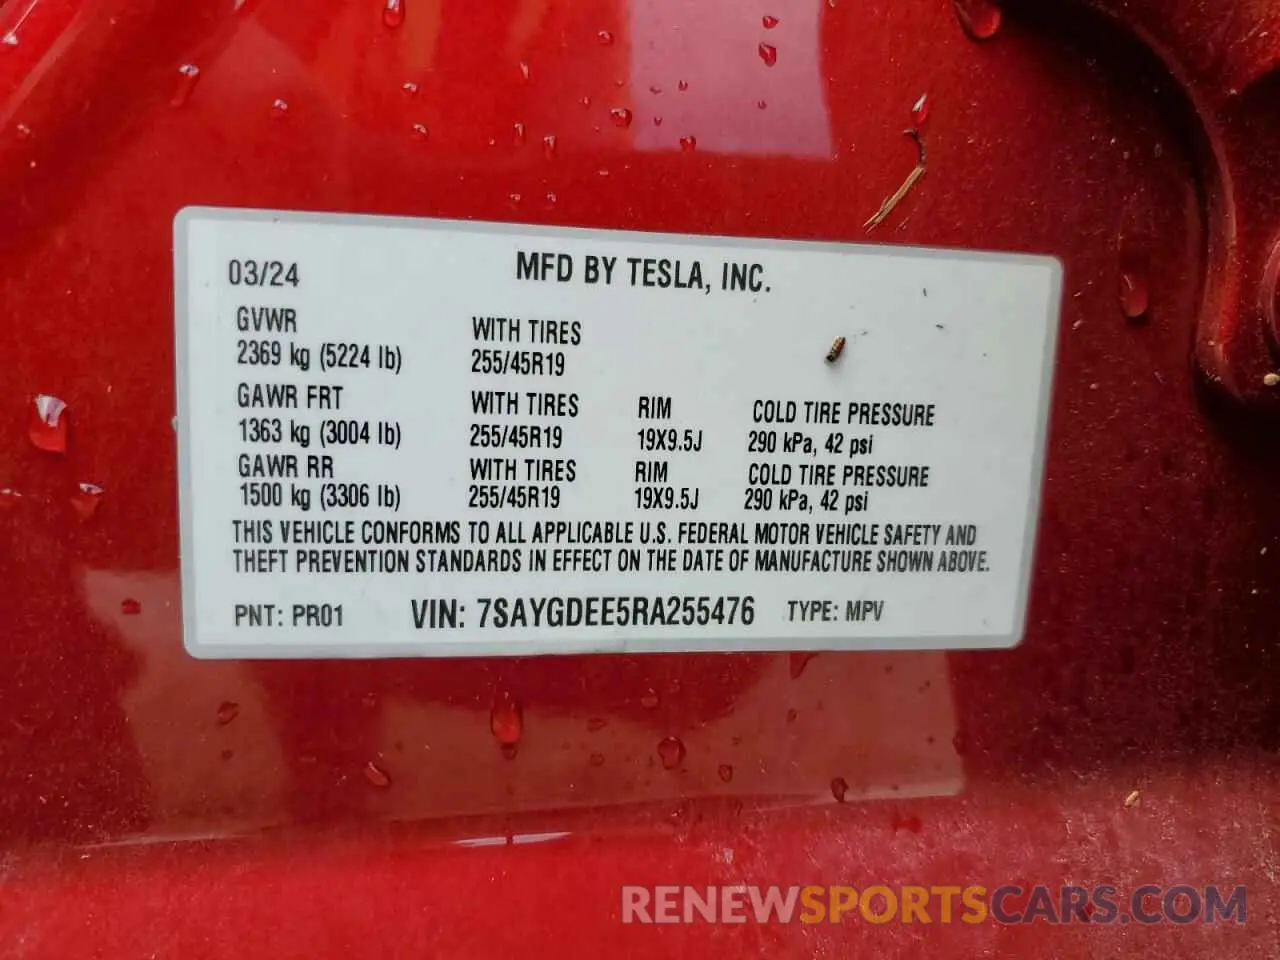 03/24 MFD BY TESLA, INC.
GVWR WITH TIRES
2369 kg (5224 lb) 255/45R19
GAWR FRT WITH TIRES RIM COLD TIRE PRESSURE
1363 kg (3004 lb) 255/45R19 19X9.5J 290 kPa, 42 psi
GAWR RR WITH TIRES RIM COLD TIRE PRESSURE
1500 kg (3306 lb) 255/45R19 19X9.5J 290 kPa, 42 psi
THIS VEHICLE CONFORMS TO ALL APPLICABLE U.S. FEDERAL MOTOR VEHICLE SAFETY AND
THEFT PREVENTION STANDARDS IN EFFECT ON THE DATE OF MANUFACTURE SHOWN ABOVE.
PNT: PR01 VIN: 7SAYGDEE5RA255476 TYPE: MPV
RENEWSPORTSCARS.COM